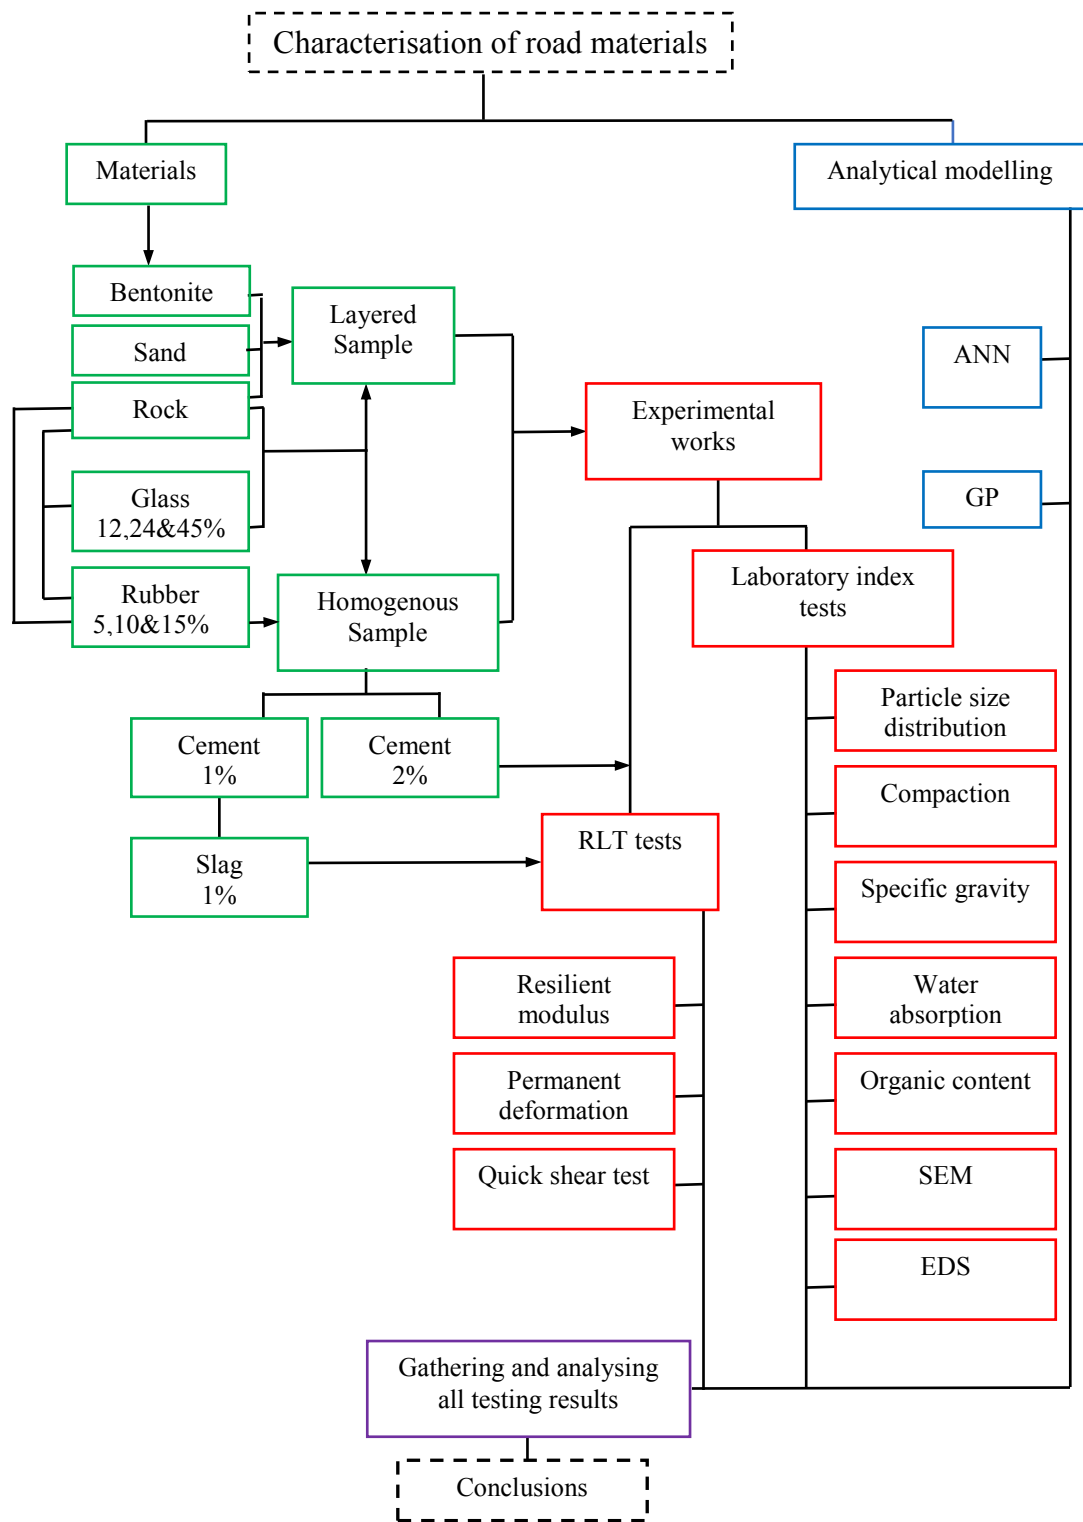 Characterisation of road materials
Materials
Analytical modelling
Bentonite
Sand
Rock
Glass
12,24&45%
Rubber
5,10&15%
Layered
Sample
Homogenous
Sample
Cement
1%
Cement
2%
Slag
1%
Experimental
works
ANN
GP
Laboratory index
tests
RLT tests
Particle size
distribution
Compaction
Specific gravity
Water
absorption
Organic content
SEM
EDS
Resilient
modulus
Permanent
deformation
Quick shear test
Gathering and analysing
all testing results
Conclusions